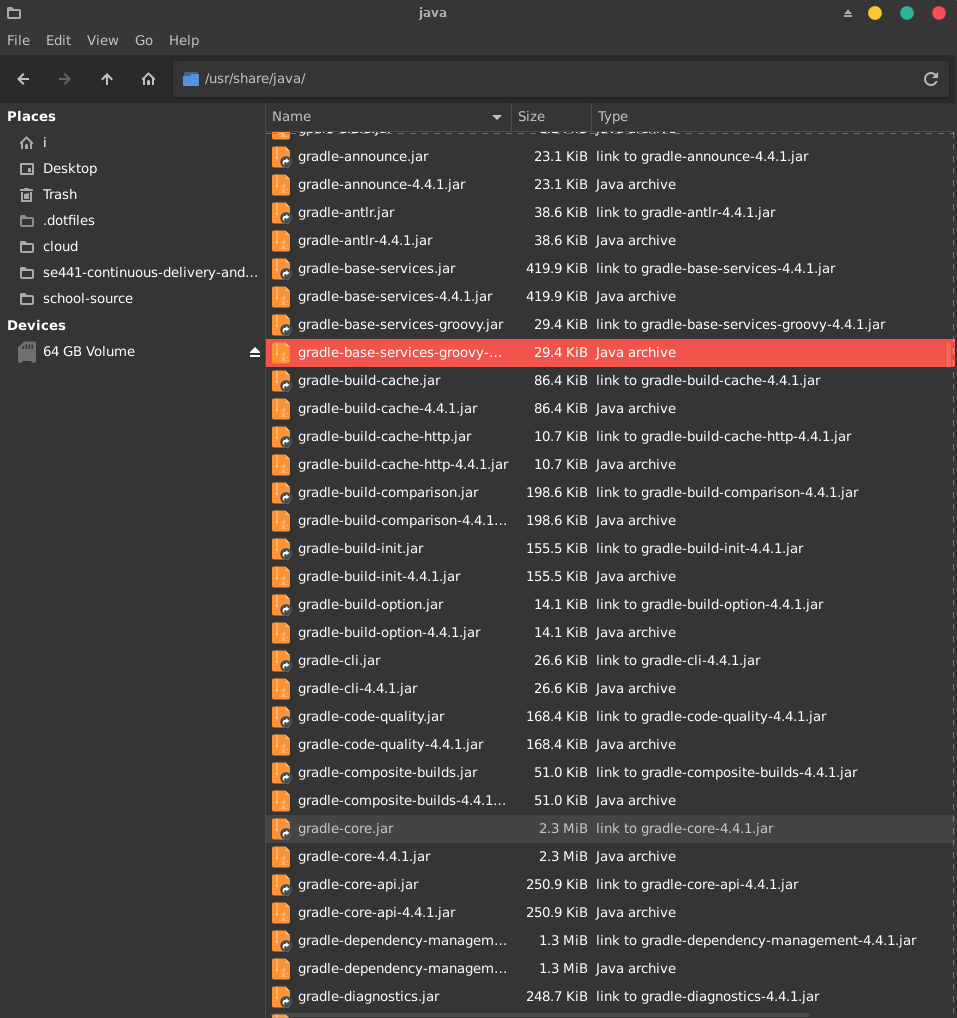 java
File Edit View Go Help
/usr/share/java/
Places
i
Desktop
Trash
.dotfiles
cloud
se441-continuous-delivery-and...
school-source
Devices
64 GB Volume
Name Size Type
gradle-announce.jar 23.1 KiB link to gradle-announce-4.4.1.jar
gradle-announce-4.4.1.jar 23.1 KiB Java archive
gradle-antlr.jar 38.6 KiB link to gradle-antlr-4.4.1.jar
gradle-antlr-4.4.1.jar 38.6 KiB Java archive
gradle-base-services.jar 419.9 KiB link to gradle-base-services-4.4.1.jar
gradle-base-services-4.4.1.jar 419.9 KiB Java archive
gradle-base-services-groovy.jar 29.4 KiB link to gradle-base-services-groovy-4.4.1.jar
gradle-base-services-groovy-... 29.4 KiB Java archive
gradle-build-cache.jar 86.4 KiB link to gradle-build-cache-4.4.1.jar
gradle-build-cache-4.4.1.jar 86.4 KiB Java archive
gradle-build-cache-http.jar 10.7 KiB link to gradle-build-cache-http-4.4.1.jar
gradle-build-cache-http-4.4.1.jar 10.7 KiB Java archive
gradle-build-comparison.jar 198.6 KiB link to gradle-build-comparison-4.4.1.jar
gradle-build-comparison-4.4.1... 198.6 KiB Java archive
gradle-build-init.jar 155.5 KiB link to gradle-build-init-4.4.1.jar
gradle-build-init-4.4.1.jar 155.5 KiB Java archive
gradle-build-option.jar 14.1 KiB link to gradle-build-option-4.4.1.jar
gradle-build-option-4.4.1.jar 14.1 KiB Java archive
gradle-cli.jar 26.6 KiB link to gradle-cli-4.4.1.jar
gradle-cli-4.4.1.jar 26.6 KiB Java archive
gradle-code-quality.jar 168.4 KiB link to gradle-code-quality-4.4.1.jar
gradle-code-quality-4.4.1.jar 168.4 KiB Java archive
gradle-composite-builds.jar 51.0 KiB link to gradle-composite-builds-4.4.1.jar
gradle-composite-builds-4.4.1... 51.0 KiB Java archive
gradle-core.jar 2.3 MiB link to gradle-core-4.4.1.jar
gradle-core-4.4.1.jar 2.3 MiB Java archive
gradle-core-api.jar 250.9 KiB link to gradle-core-api-4.4.1.jar
gradle-core-api-4.4.1.jar 250.9 KiB Java archive
gradle-dependency-managem... 1.3 MiB link to gradle-dependency-management-4.4.1.jar
gradle-dependency-managem... 1.3 MiB Java archive
gradle-diagnostics.jar 248.7 KiB link to gradle-diagnostics-4.4.1.jar